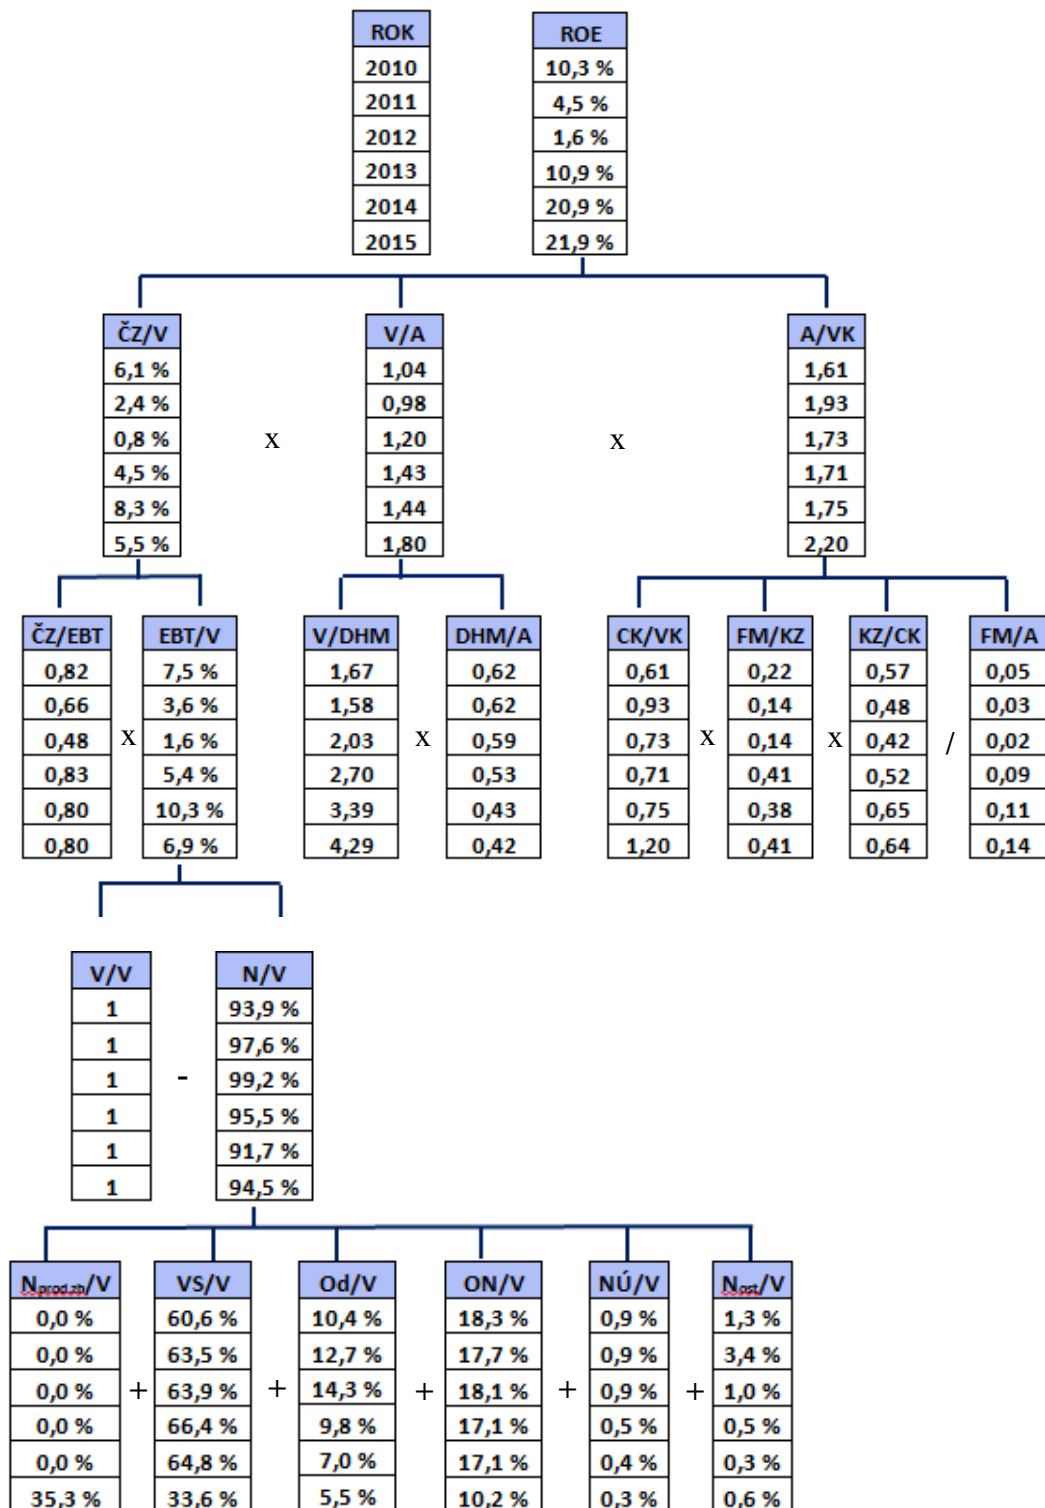 ROK ROE
2010 10,3 %
2011 4,5 %
2012 1,6 %
2013 10,9 %
2014 20,9 %
2015 21,9 %
ČZ/V V/A A/VK
6,1 % 1,04 1,61
2,4 % 0,98 1,93
0,8 % x 1,20 x 1,73
4,5 % 1,43 1,71
8,3 % 1,44 1,75
5,5 % 1,80 2,20
ČZ/EBT EBT/V V/DHM DHM/A CK/VK FM/KZ KZ/CK FM/A
0,82 7,5 % 1,67 0,62 0,61 0,22 0,57 0,05
0,66 3,6 % 1,58 0,62 0,93 0,14 0,48 0,03
0,48 x 1,6 % 2,03 x 0,59 0,73 x 0,14 x 0,42 / 0,02
0,83 5,4 % 2,70 0,53 0,71 0,41 0,52 0,09
0,80 10,3 % 3,39 0,43 0,75 0,38 0,65 0,11
0,80 6,9 % 4,29 0,42 1,20 0,41 0,64 0,14
V/V N/V
1 93,9 %
1 97,6 %
1 - 99,2 %
1 95,5 %
1 91,7 %
1 94,5 %
Nprod.zb/V VS/V Od/V ON/V NÚ/V Nost/V
0,0 % 60,6 % 10,4 % 18,3 % 0,9 % 1,3 %
0,0 % 63,5 % 12,7 % 17,7 % 0,9 % 3,4 %
0,0 % + 63,9 % + 14,3 % + 18,1 % + 0,9 % + 1,0 %
0,0 % 66,4 % 9,8 % 17,1 % 0,5 % 0,5 %
0,0 % 64,8 % 7,0 % 17,1 % 0,4 % 0,3 %
35,3 % 33,6 % 5,5 % 10,2 % 0,3 % 0,6 %